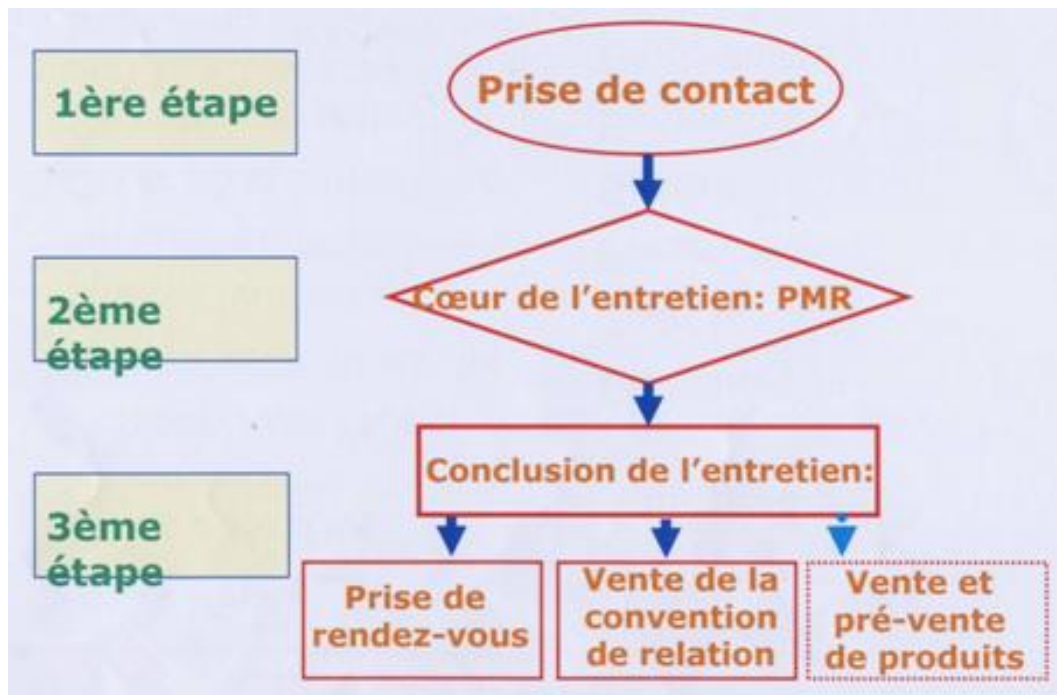 1ère étape
Prise de contact
2ème
étape
Cœur de l'entretien: PMR
Conclusion de l'entretien:
3ème
étape
Prise de
rendez-vous
Vente de la
convention
de relation
Vente et
pré-vente
de produits